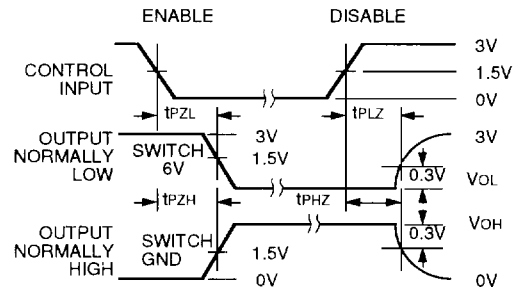 ENABLE DISABLE
3V
CONTROL INPUT 1.5V
tPZL tPLZ 0V
OUTPUT NORMALLY LOW
SWITCH 6V
3V
1.5V
3V
0.3V VOL
tPZH tPHZ
OUTPUT NORMALLY HIGH
SWITCH GND
1.5V
0V
0.3V VOH
0V